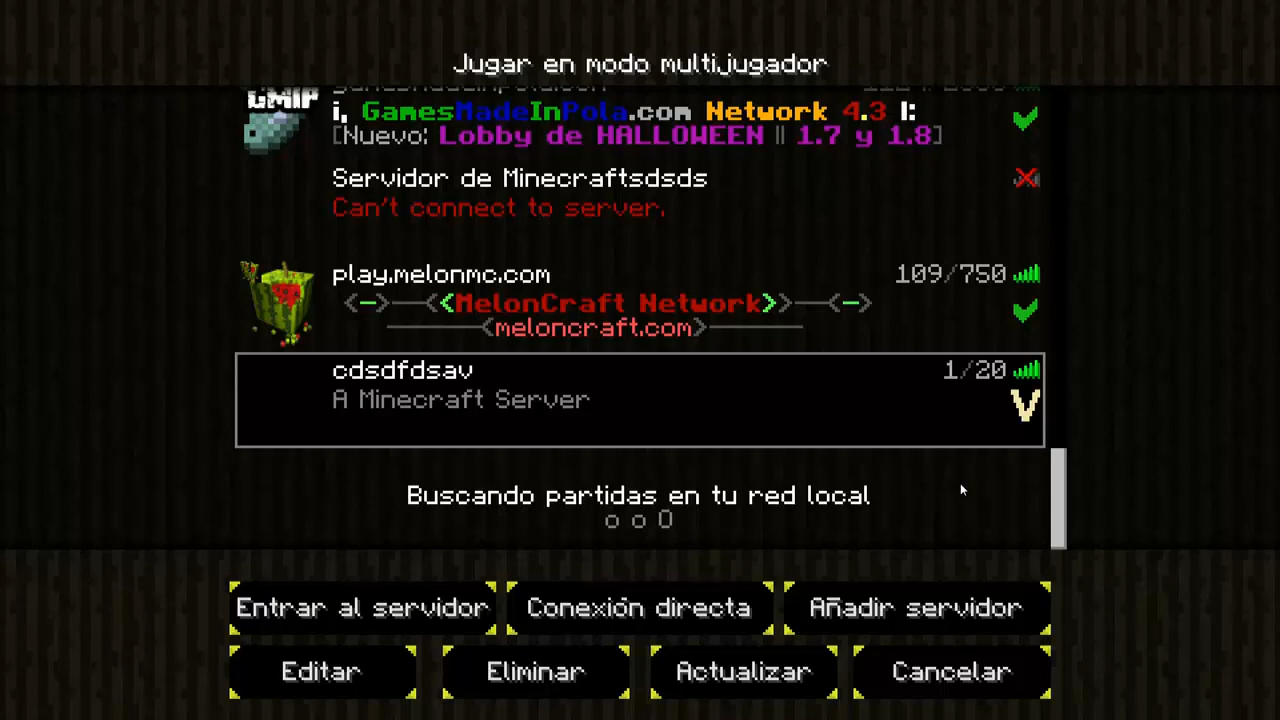 Jugar en modo multijugador
GMIP
i, GamesMadeInPola.com Network 4.3 !:
[Nuevo: Lobby de HALLOWEEN || 1.7 y 1.8]
Servidor de Minecraftsdsds
Can't connect to server.
play.melonmc.com 109/750
<->—<<MelonCraft Network>>—<->
———<meloncraft.com>———
cdsdfdsav 1/20
A Minecraft Server
V
Buscando partidas en tu red local
o o O
Entrar al servidor Conexión directa Añadir servidor
Editar Eliminar Actualizar Cancelar